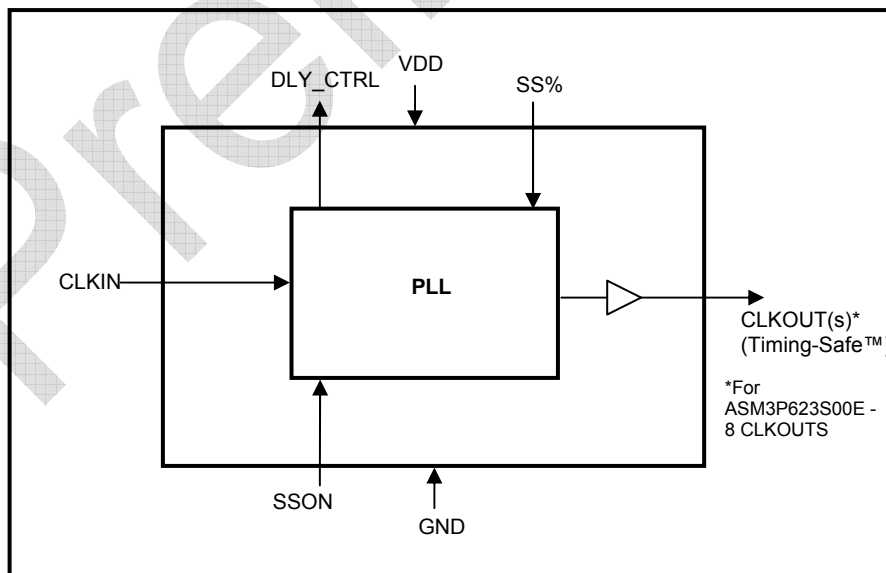 VDD
DLY_CTRL
SS%
CLKIN
PLL
CLKOUT(s)*
(Timing-Safe™)
*For
ASM3P623S00E -
8 CLKOUTS
SSON
GND